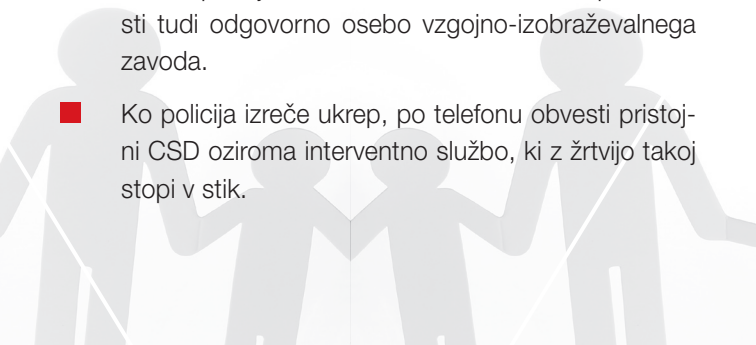 sti tudi odgovorno osebo vzgojno-izobraževalnega
zavoda.
Ko policija izreče ukrep, po telefonu obvesti pristoj-
ni CSD oziroma interventno službo, ki z žrtvijo takoj
stopi v stik.